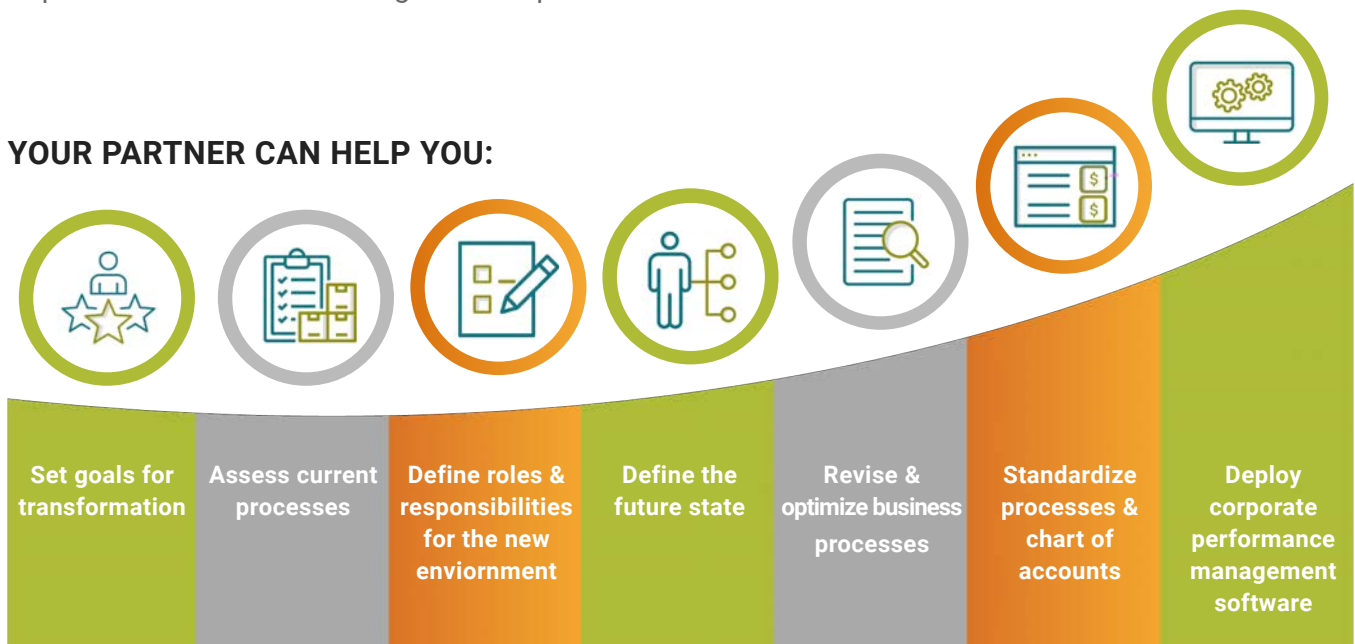 YOUR PARTNER CAN HELP YOU:
Set goals for
transformation
Assess current
processes
Define roles &
responsibilities
for the new
enviornment
Define the
future state
Revise &
optimize business
processes
Standardize
processes &
chart of
accounts
Deploy
corporate
performance
management
software